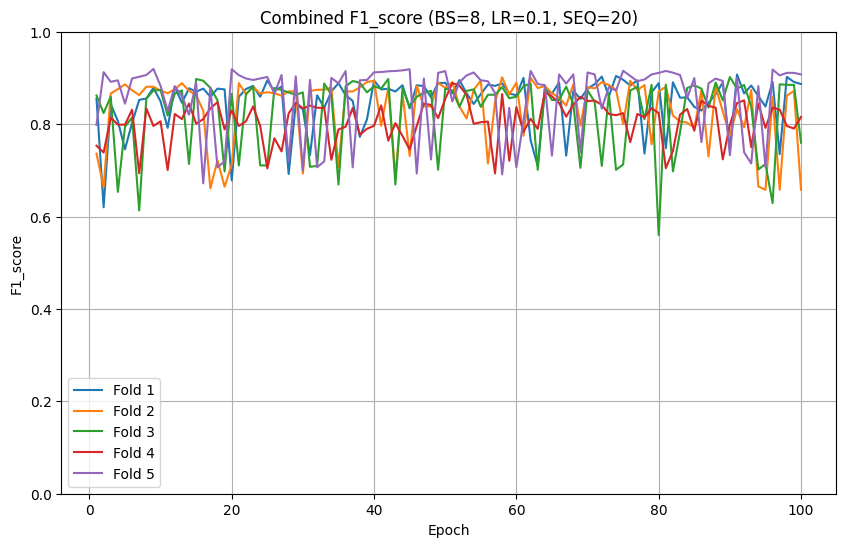 Combined F1_score (BS=8, LR=0.1, SEQ=20)
1.0
0.8
0.6
0.4
0.2
0.0
F1_score
Fold 1
Fold 2
Fold 3
Fold 4
Fold 5
0 20 40 60 80 100
Epoch